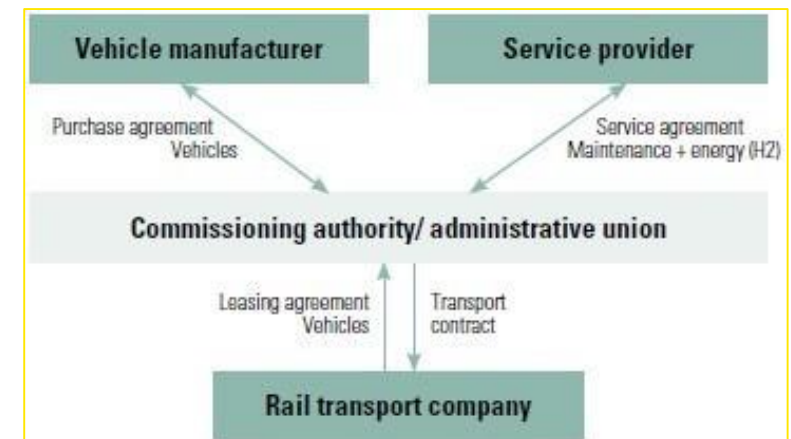 Vehicle manufacturer
Service provider
Purchase agreement
Vehicles
Service agreement
Maintenance + energy (H2)
Commissioning authority/ administrative union
Leasing agreement
Vehicles
Transport
contract
Rail transport company